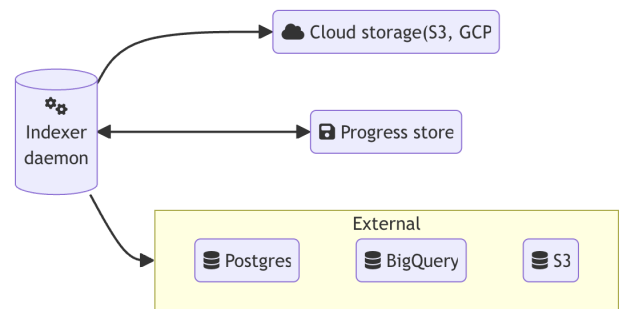 Cloud storage(S3, GCP
Indexer
daemon
Progress store
External
Postgres
BigQuery
S3